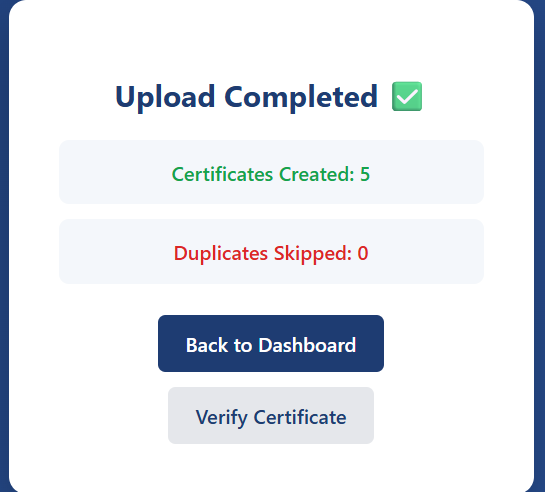 Upload Completed ✅
Certificates Created: 5
Duplicates Skipped: 0
Back to Dashboard
Verify Certificate